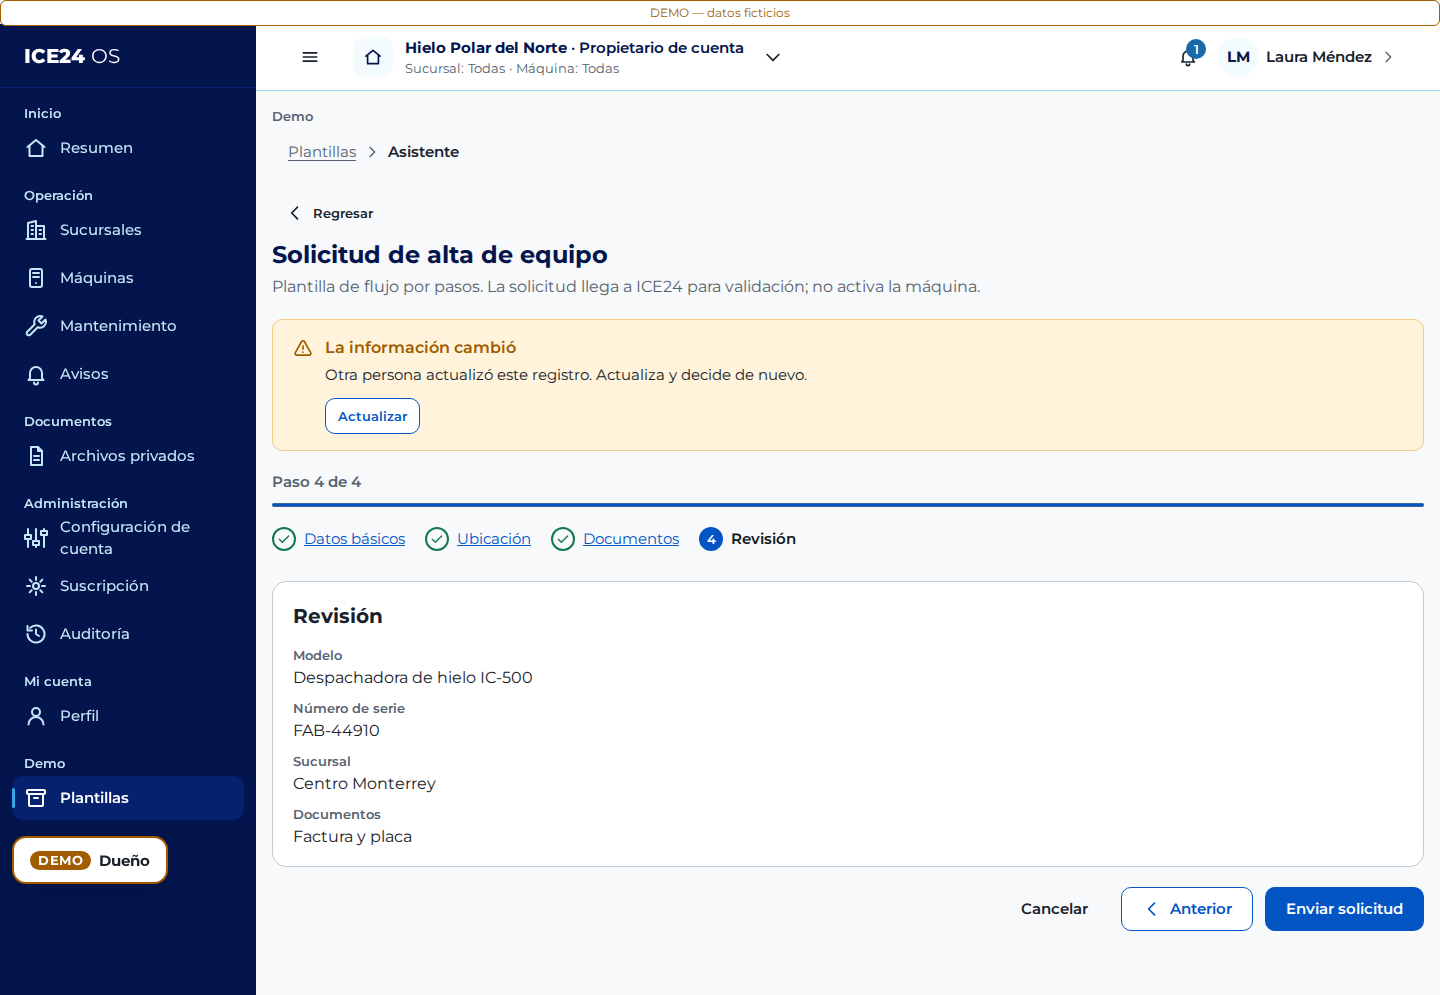 DEMO — datos ficticios
ICE24 OS
Inicio
Resumen
Operación
Sucursales
Máquinas
Mantenimiento
Avisos
Documentos
Archivos privados
Administración
Configuración de
cuenta
Suscripción
Auditoría
Mi cuenta
Perfil
Demo
Plantillas
DEMO Dueño
Hielo Polar del Norte · Propietario de cuenta
Sucursal: Todas · Máquina: Todas
1
LM Laura Méndez
Demo
Plantillas Asistente
Regresar
Solicitud de alta de equipo
Plantilla de flujo por pasos. La solicitud llega a ICE24 para validación; no activa la máquina.
La información cambió
Otra persona actualizó este registro. Actualiza y decide de nuevo.
Actualizar
Paso 4 de 4
Datos básicos Ubicación Documentos 4 Revisión
Revisión
Modelo
Despachadora de hielo IC-500
Número de serie
FAB-44910
Sucursal
Centro Monterrey
Documentos
Factura y placa
Cancelar Anterior Enviar solicitud